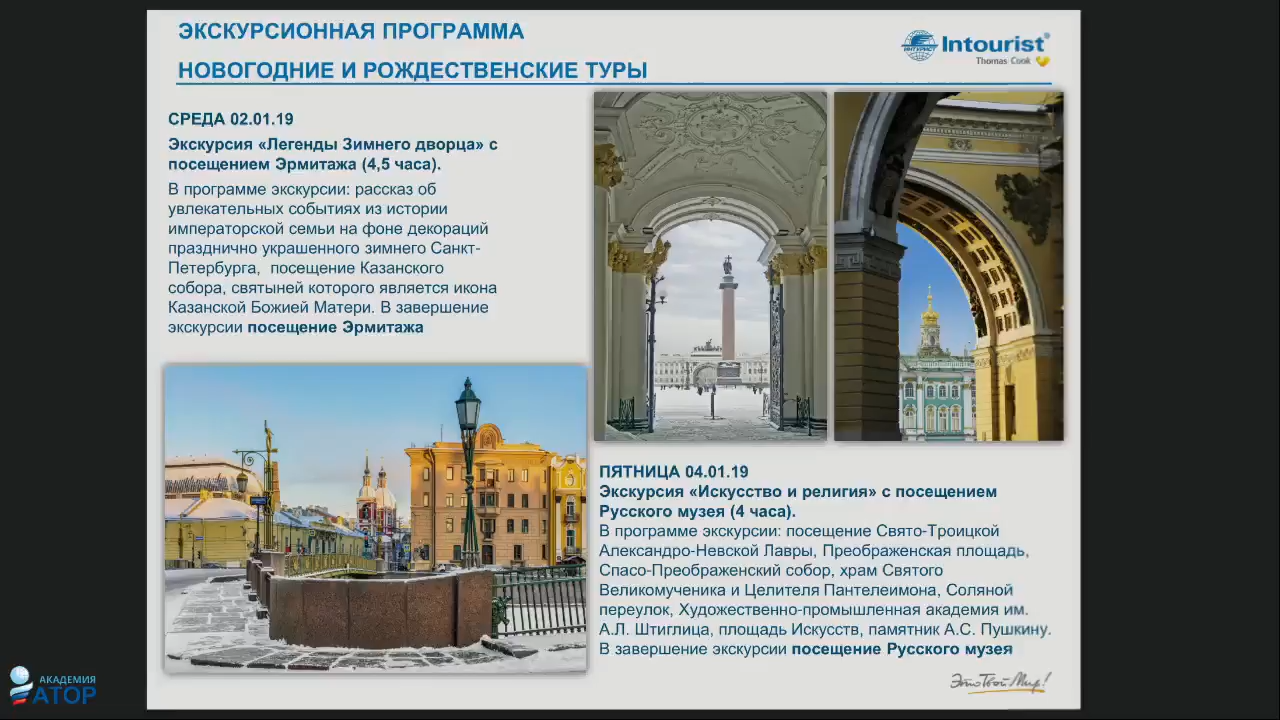 ЭКСКУРСИОННАЯ ПРОГРАММА
НОВОГОДНИЕ И РОЖДЕСТВЕНСКИЕ ТУРЫ
ИНТУРИСТ
Intourist®
Thomas Cook
СРЕДА 02.01.19
Экскурсия «Легенды Зимнего дворца» с
посещением Эрмитажа (4,5 часа).
В программе экскурсии: рассказ об
увлекательных событиях из истории
императорской семьи на фоне декораций
празднично украшенного зимнего Санкт-
Петербурга, посещение Казанского
собора, святыней которого является икона
Казанской Божией Матери. В завершение
экскурсии посещение Эрмитажа
ПЯТНИЦА 04.01.19
Экскурсия «Искусство и религия» с посещением
Русского музея (4 часа).
В программе экскурсии: посещение Свято-Троицкой
Александро-Невской Лавры, Преображенская площадь,
Спасо-Преображенский собор, храм Святого
Великомученика и Целителя Пантелеимона, Соляной
переулок, Художественно-промышленная академия им.
А.Л. Штиглица, площадь Искусств, памятник А.С. Пушкину.
В завершение экскурсии посещение Русского музея
Это Твой Мир!
АКАДЕМИЯ
АТОР